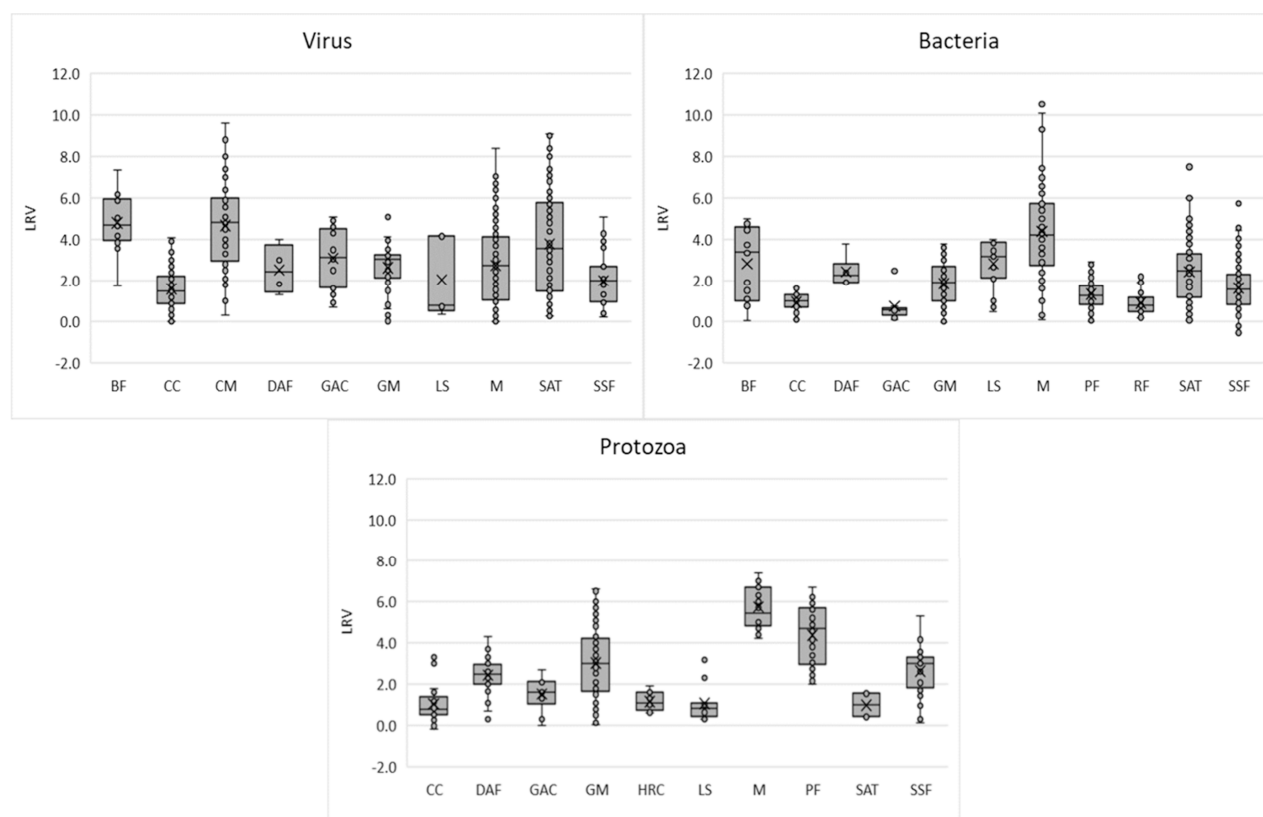 Virus
12.0
10.0
8.0
6.0
4.0
2.0
0.0
-2.0
LRV
BF CC CM DAF GAC GM LS M SAT SSF
Bacteria
12.0
10.0
8.0
6.0
4.0
2.0
0.0
-2.0
LRV
BF CC DAF GAC GM LS M PF RF SAT SSF
Protozoa
12.0
10.0
8.0
6.0
4.0
2.0
0.0
-2.0
LRV
CC DAF GAC GM HRC LS M PF SAT SSF